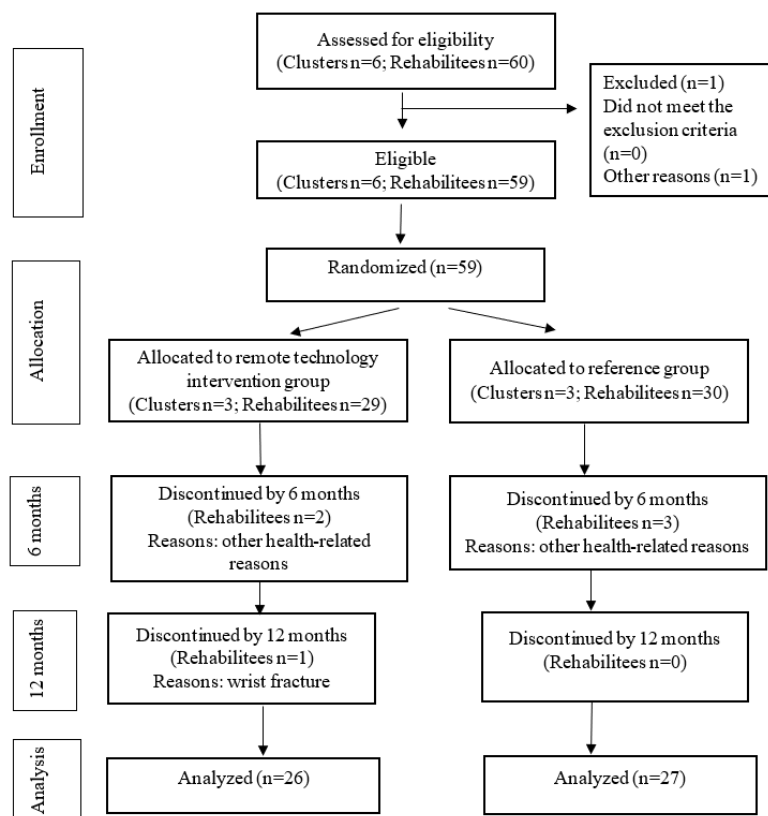 Enrollment
Assessed for eligibility
(Clusters n=6; Rehabilitees n=60)
Excluded (n=1)
Did not meet the
exclusion criteria
(n=0)
Other reasons (n=1)
Eligible
(Clusters n=6; Rehabilitees n=59)
Randomized (n=59)
Allocation
Allocated to remote technology
intervention group
(Clusters n=3; Rehabilitees n=29)
Allocated to reference group
(Clusters n=3; Rehabilitees n=30)
6 months
Discontinued by 6 months
(Rehabilitees n=2)
Reasons: other health-related
reasons
Discontinued by 6 months
(Rehabilitees n=3)
Reasons: other health-related reasons
12 months
Discontinued by 12 months
(Rehabilitees n=1)
Reasons: wrist fracture
Discontinued by 12 months
(Rehabilitees n=0)
Analysis
Analyzed (n=26)
Analyzed (n=27)